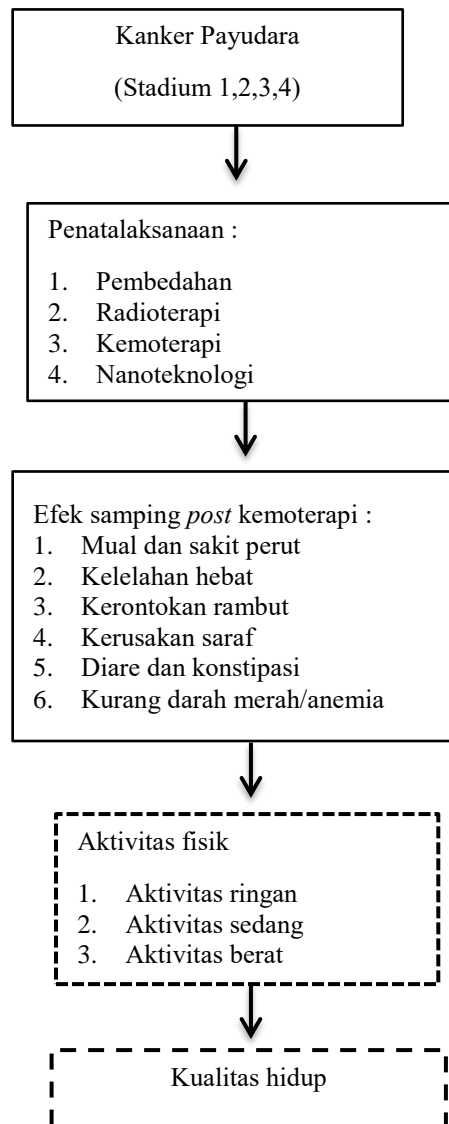 Kanker Payudara
(Stadium 1,2,3,4)
Penatalaksanaan :
1. Pembedahan
2. Radioterapi
3. Kemoterapi
4. Nanoteknologi
Efek samping post kemoterapi :
1. Mual dan sakit perut
2. Kelelahan hebat
3. Kerontokan rambut
4. Kerusakan saraf
5. Diare dan konstipasi
6. Kurang darah merah/anemia
Aktivitas fisik
1. Aktivitas ringan
2. Aktivitas sedang
3. Aktivitas berat
Kualitas hidup